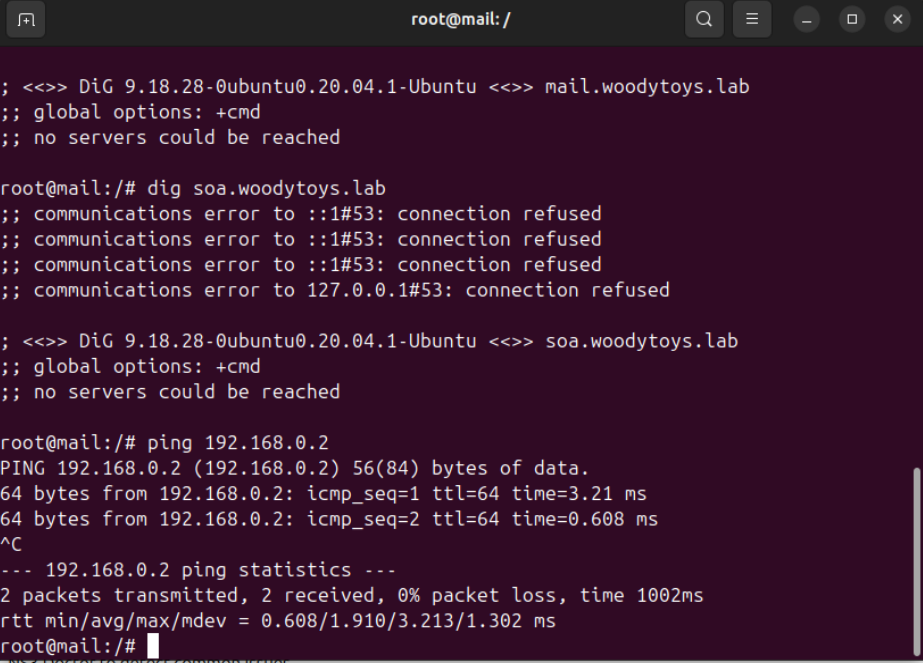 root@mail: /
; <<>> DiG 9.18.28-0ubuntu0.20.04.1-Ubuntu <<>> mail.woodytoys.lab
;; global options: +cmd
;; no servers could be reached
root@mail:/# dig soa.woodytoys.lab
;; communications error to ::1#53: connection refused
;; communications error to ::1#53: connection refused
;; communications error to ::1#53: connection refused
;; communications error to 127.0.0.1#53: connection refused
; <<>> DiG 9.18.28-0ubuntu0.20.04.1-Ubuntu <<>> soa.woodytoys.lab
;; global options: +cmd
;; no servers could be reached
root@mail:/# ping 192.168.0.2
PING 192.168.0.2 (192.168.0.2) 56(84) bytes of data.
64 bytes from 192.168.0.2: icmp_seq=1 ttl=64 time=3.21 ms
64 bytes from 192.168.0.2: icmp_seq=2 ttl=64 time=0.608 ms
^C
--- 192.168.0.2 ping statistics ---
2 packets transmitted, 2 received, 0% packet loss, time 1002ms
rtt min/avg/max/mdev = 0.608/1.910/3.213/1.302 ms
root@mail:/#